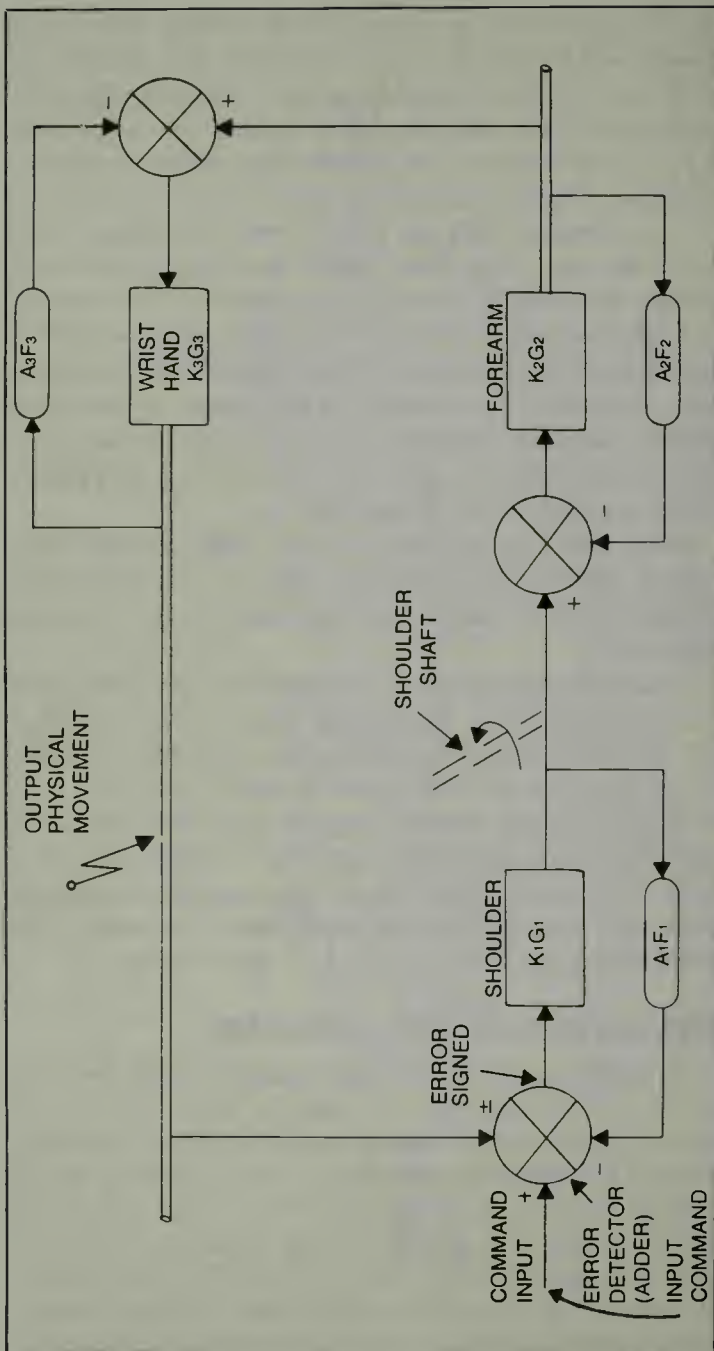 OUTPUT
PHYSICAL
MOVEMENT
A₃F₃
-
+
WRIST
HAND
K₃G₃
COMMAND
INPUT
+
±
-
ERROR
SIGNED
ERROR
DETECTOR
(ADDER)
INPUT
COMMAND
SHOULDER
K₁G₁
A₁F₁
SHOULDER
SHAFT
+
-
FOREARM
K₂G₂
A₂F₂